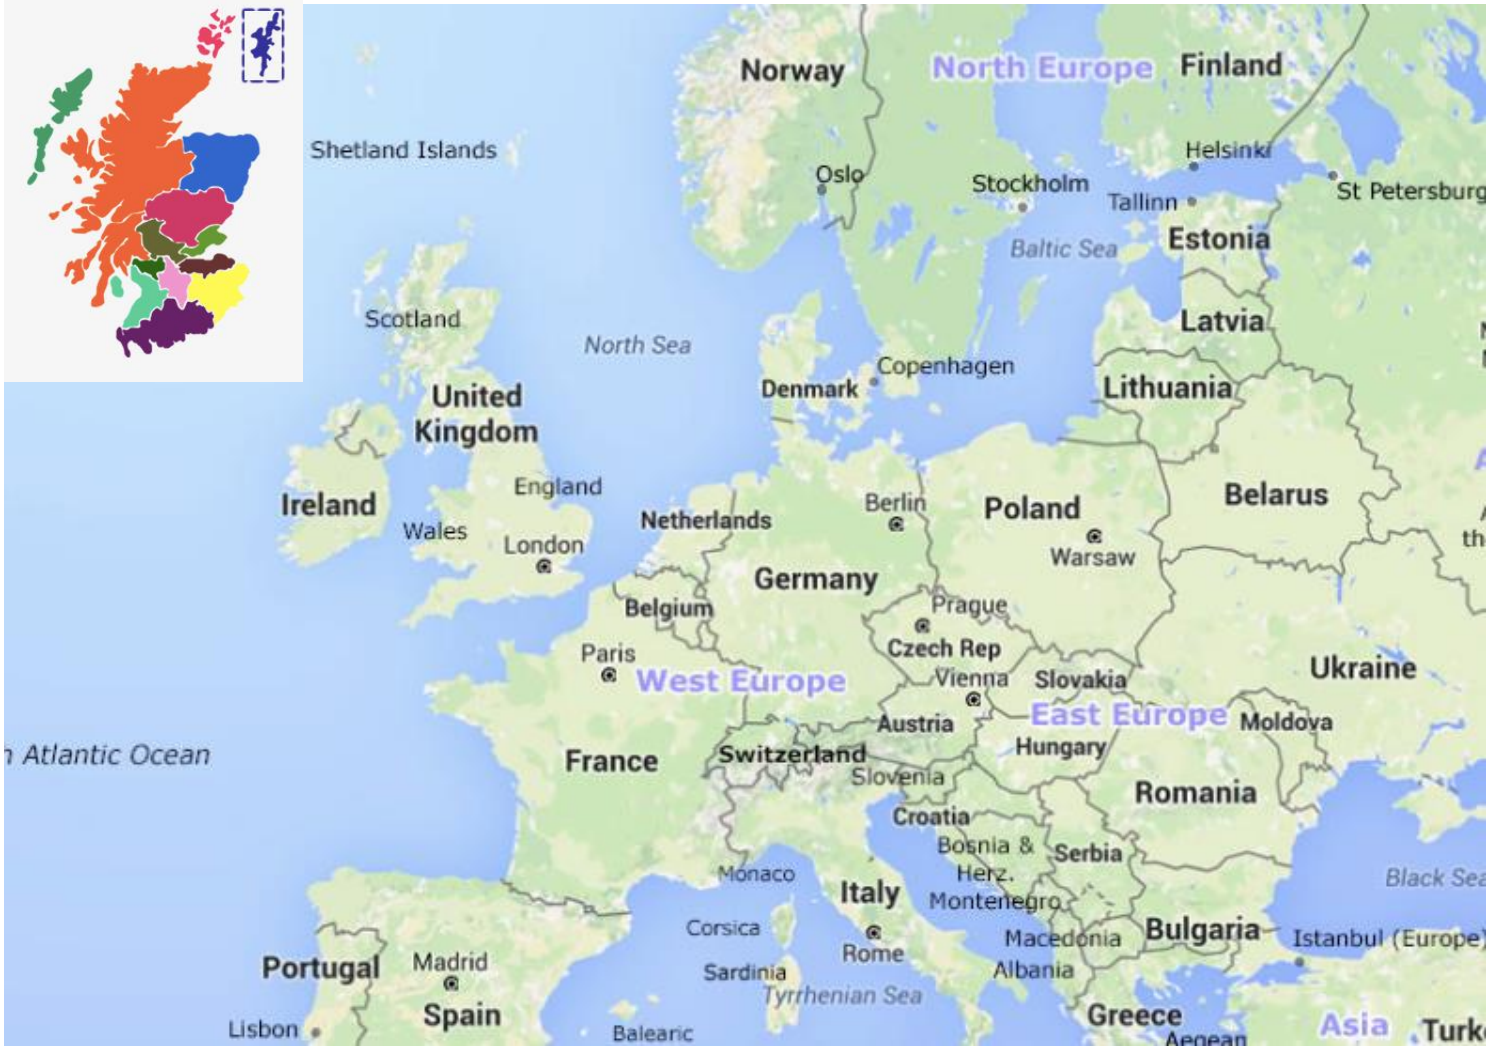 Norway
North Europe
Finland
Shetland Islands
Helsinki
Oslo
Stockholm
St Petersburg
Tallinn
Estonia
Baltic Sea
Scotland
Latvia
North Sea
Copenhagen
Denmark
Lithuania
United
Kingdom
England
Ireland
Berlin
Poland
Belarus
Netherlands
Wales
London
Warsaw
th
Germany
Belgium
Prague
Czech Rep
Paris
West Europe
Vienna
Slovakia
Ukraine
Austria
East Europe
Moldova
n Atlantic Ocean
France
Switzerland
Hungary
Slovenia
Romania
Croatia
Bosnia &
Herz.
Serbia
Monaco
Italy
Montenegro
Black Sea
Corsica
Rome
Macedonia
Bulgaria
Istanbul (Europe)
Portugal
Madrid
Sardinia
Albania
Tyrrhenian Sea
Spain
Lisbon
Balearic
Greece
Aegean
Asia
Turk